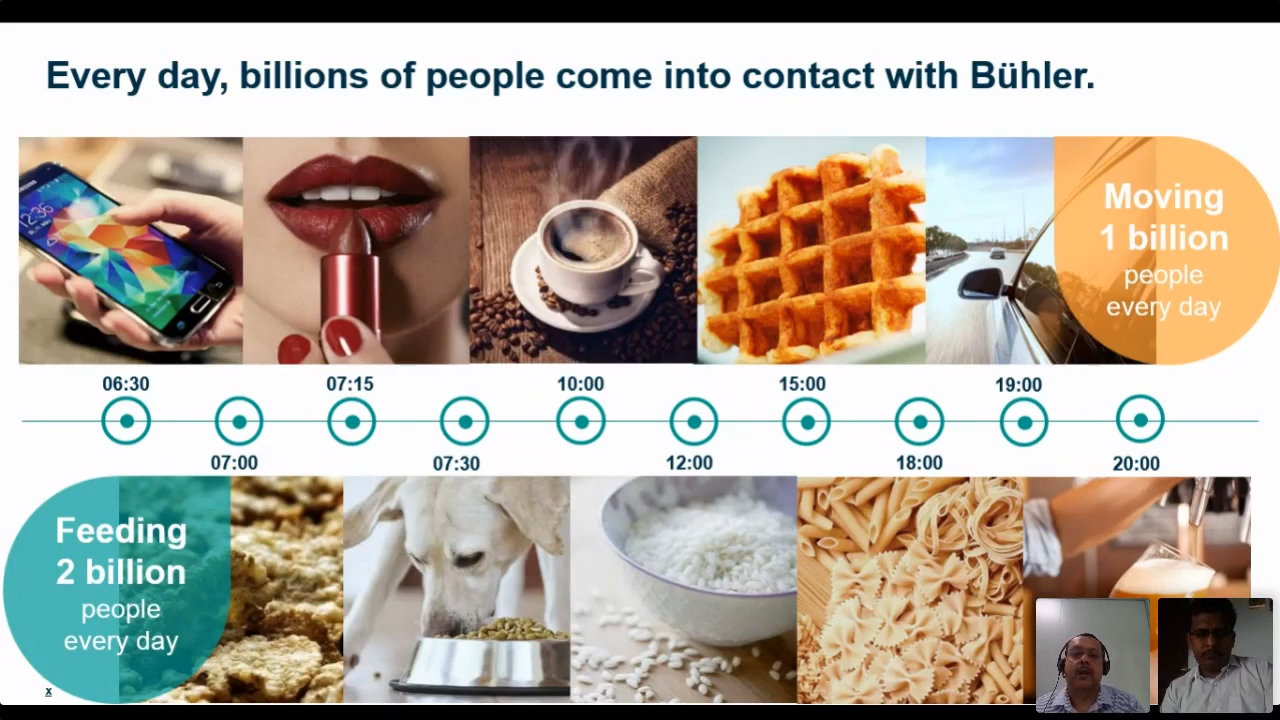 Every day, billions of people come into contact with Bühler.
Moving
1 billion
people
every day
06:30
07:15
10:00
15:00
19:00
07:00
07:30
12:00
18:00
20:00
Feeding
2 billion
people
every day
x